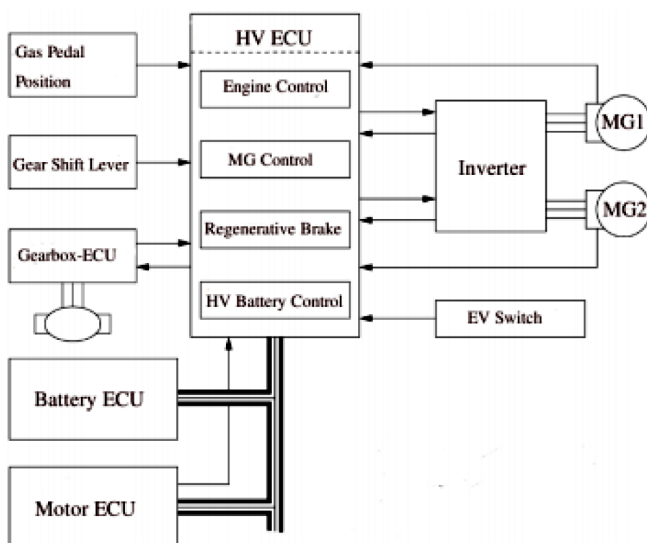 Gas Pedal
Position
Gear Shift Lever
Gearbox-ECU
Battery ECU
Motor ECU
HV ECU
Engine Control
MG Control
Regenerative Brake
HV Battery Control
Inverter
MG1
MG2
EV Switch